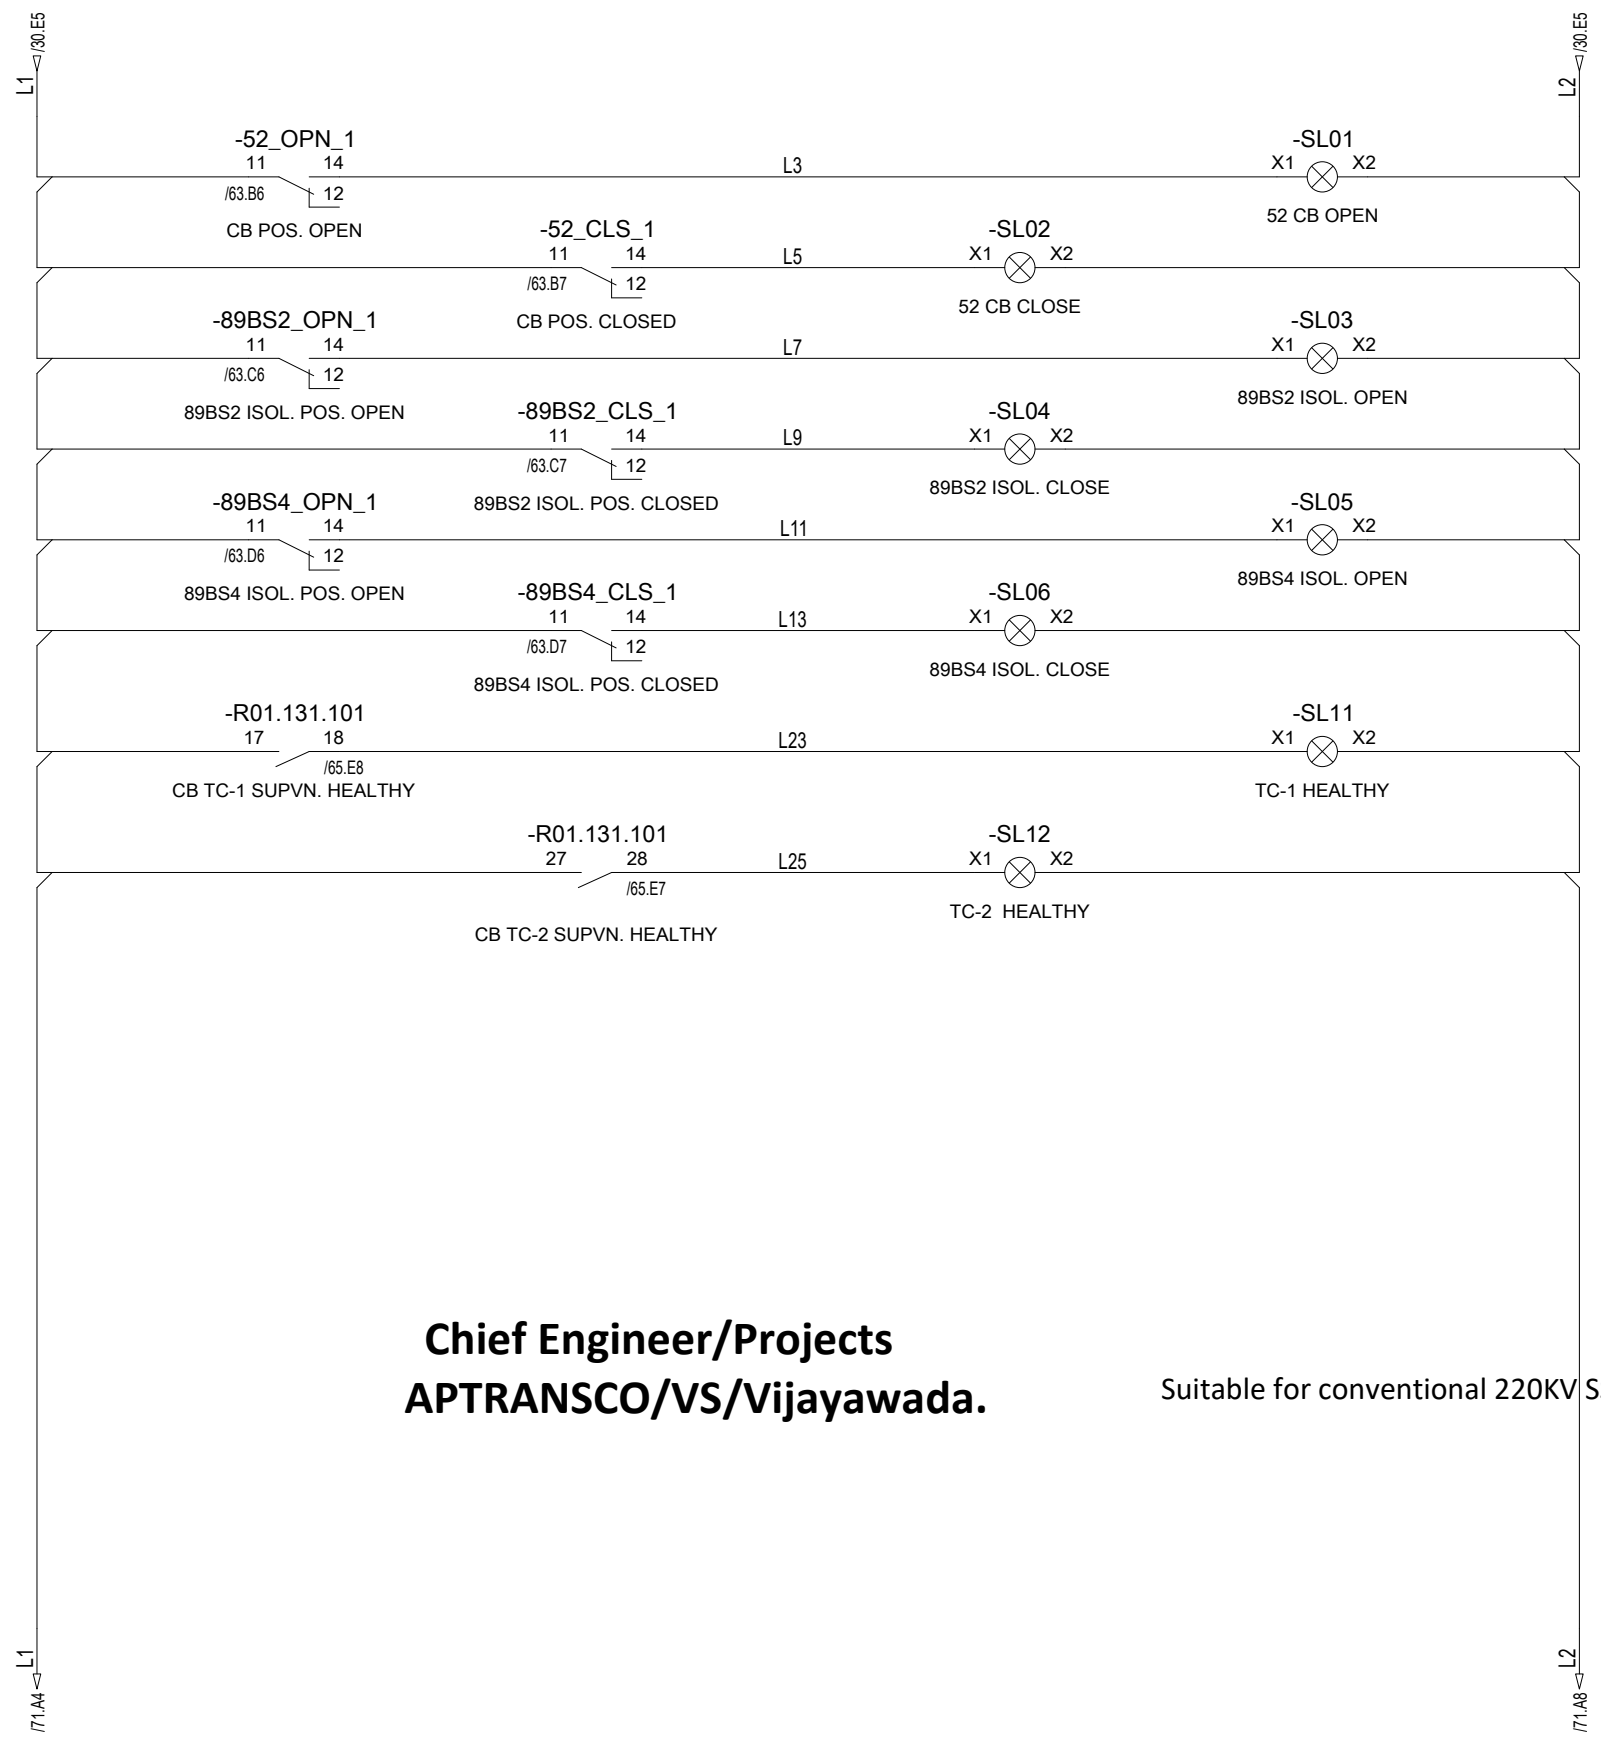 /30.E5
/30.E5
L1
L2
-52_OPN_1
-SL01
11 14
L3
X1 X2
/63.B6 12
52 CB OPEN
CB POS. OPEN
-52_CLS_1
-SL02
11 14
L5
X1 X2
/63.B7 12
52 CB CLOSE
CB POS. CLOSED
-89BS2_OPN_1
-SL03
11 14
L7
X1 X2
/63.C6 12
89BS2 ISOL. OPEN
89BS2 ISOL. POS. OPEN
-89BS2_CLS_1
-SL04
11 14
L9
X1 X2
/63.C7 12
89BS2 ISOL. CLOSE
89BS2 ISOL. POS. CLOSED
-89BS4_OPN_1
-SL05
11 14
L11
X1 X2
/63.D6 12
89BS4 ISOL. OPEN
89BS4 ISOL. POS. OPEN
-89BS4_CLS_1
-SL06
11 14
L13
X1 X2
/63.D7 12
89BS4 ISOL. CLOSE
89BS4 ISOL. POS. CLOSED
-R01.131.101
-SL11
17 18
L23
X1 X2
/65.E8
CB TC-1 SUPVN. HEALTHY
TC-1 HEALTHY
-R01.131.101
-SL12
27 28
L25
X1 X2
/65.E7
TC-2 HEALTHY
CB TC-2 SUPVN. HEALTHY
Chief Engineer/Projects
APTRANSCO/VS/Vijayawada.
Suitable for conventional 220KV S
L1
L2
/71.A4
/71.A8